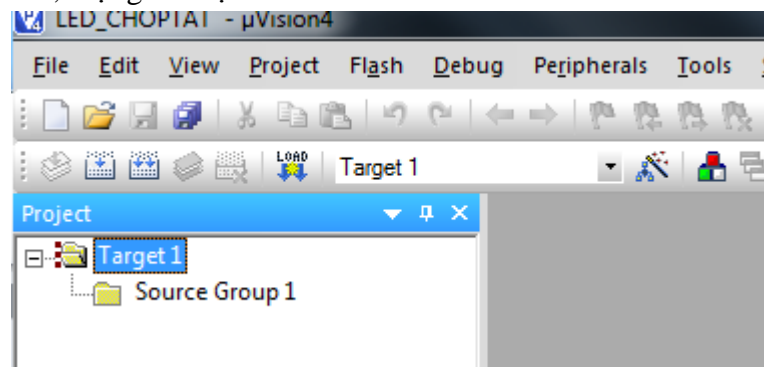 LED_CHOPTAT - µVision4
File Edit View Project Flash Debug Peripherals Tools
LOAD Target 1
Project
Target 1
Source Group 1